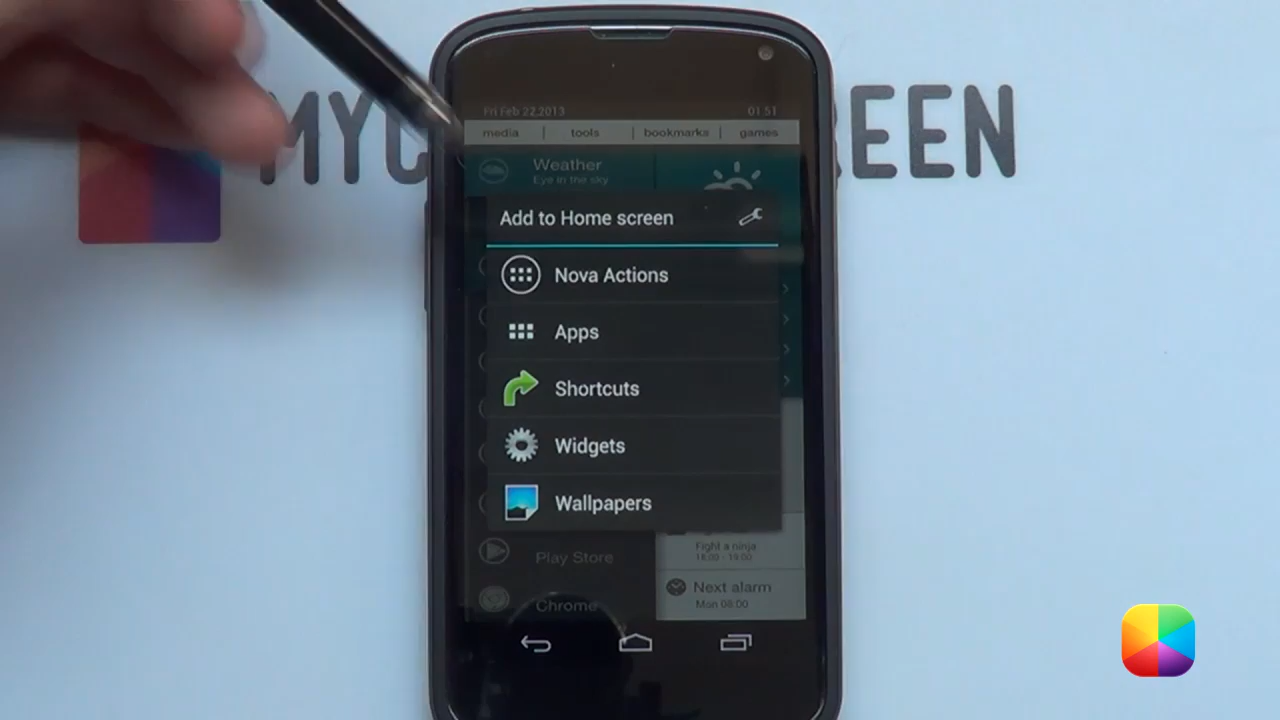 MYC
EEN
Fri Feb 22,2013 01:51
media | tools | bookmarks | games
Weather
Eye in the sky
Add to Home screen
Nova Actions
Apps
Shortcuts
Widgets
Wallpapers
Fight a ninja
18:00 - 19:00
Play Store
Next alarm
Mon 08:00
Chrome